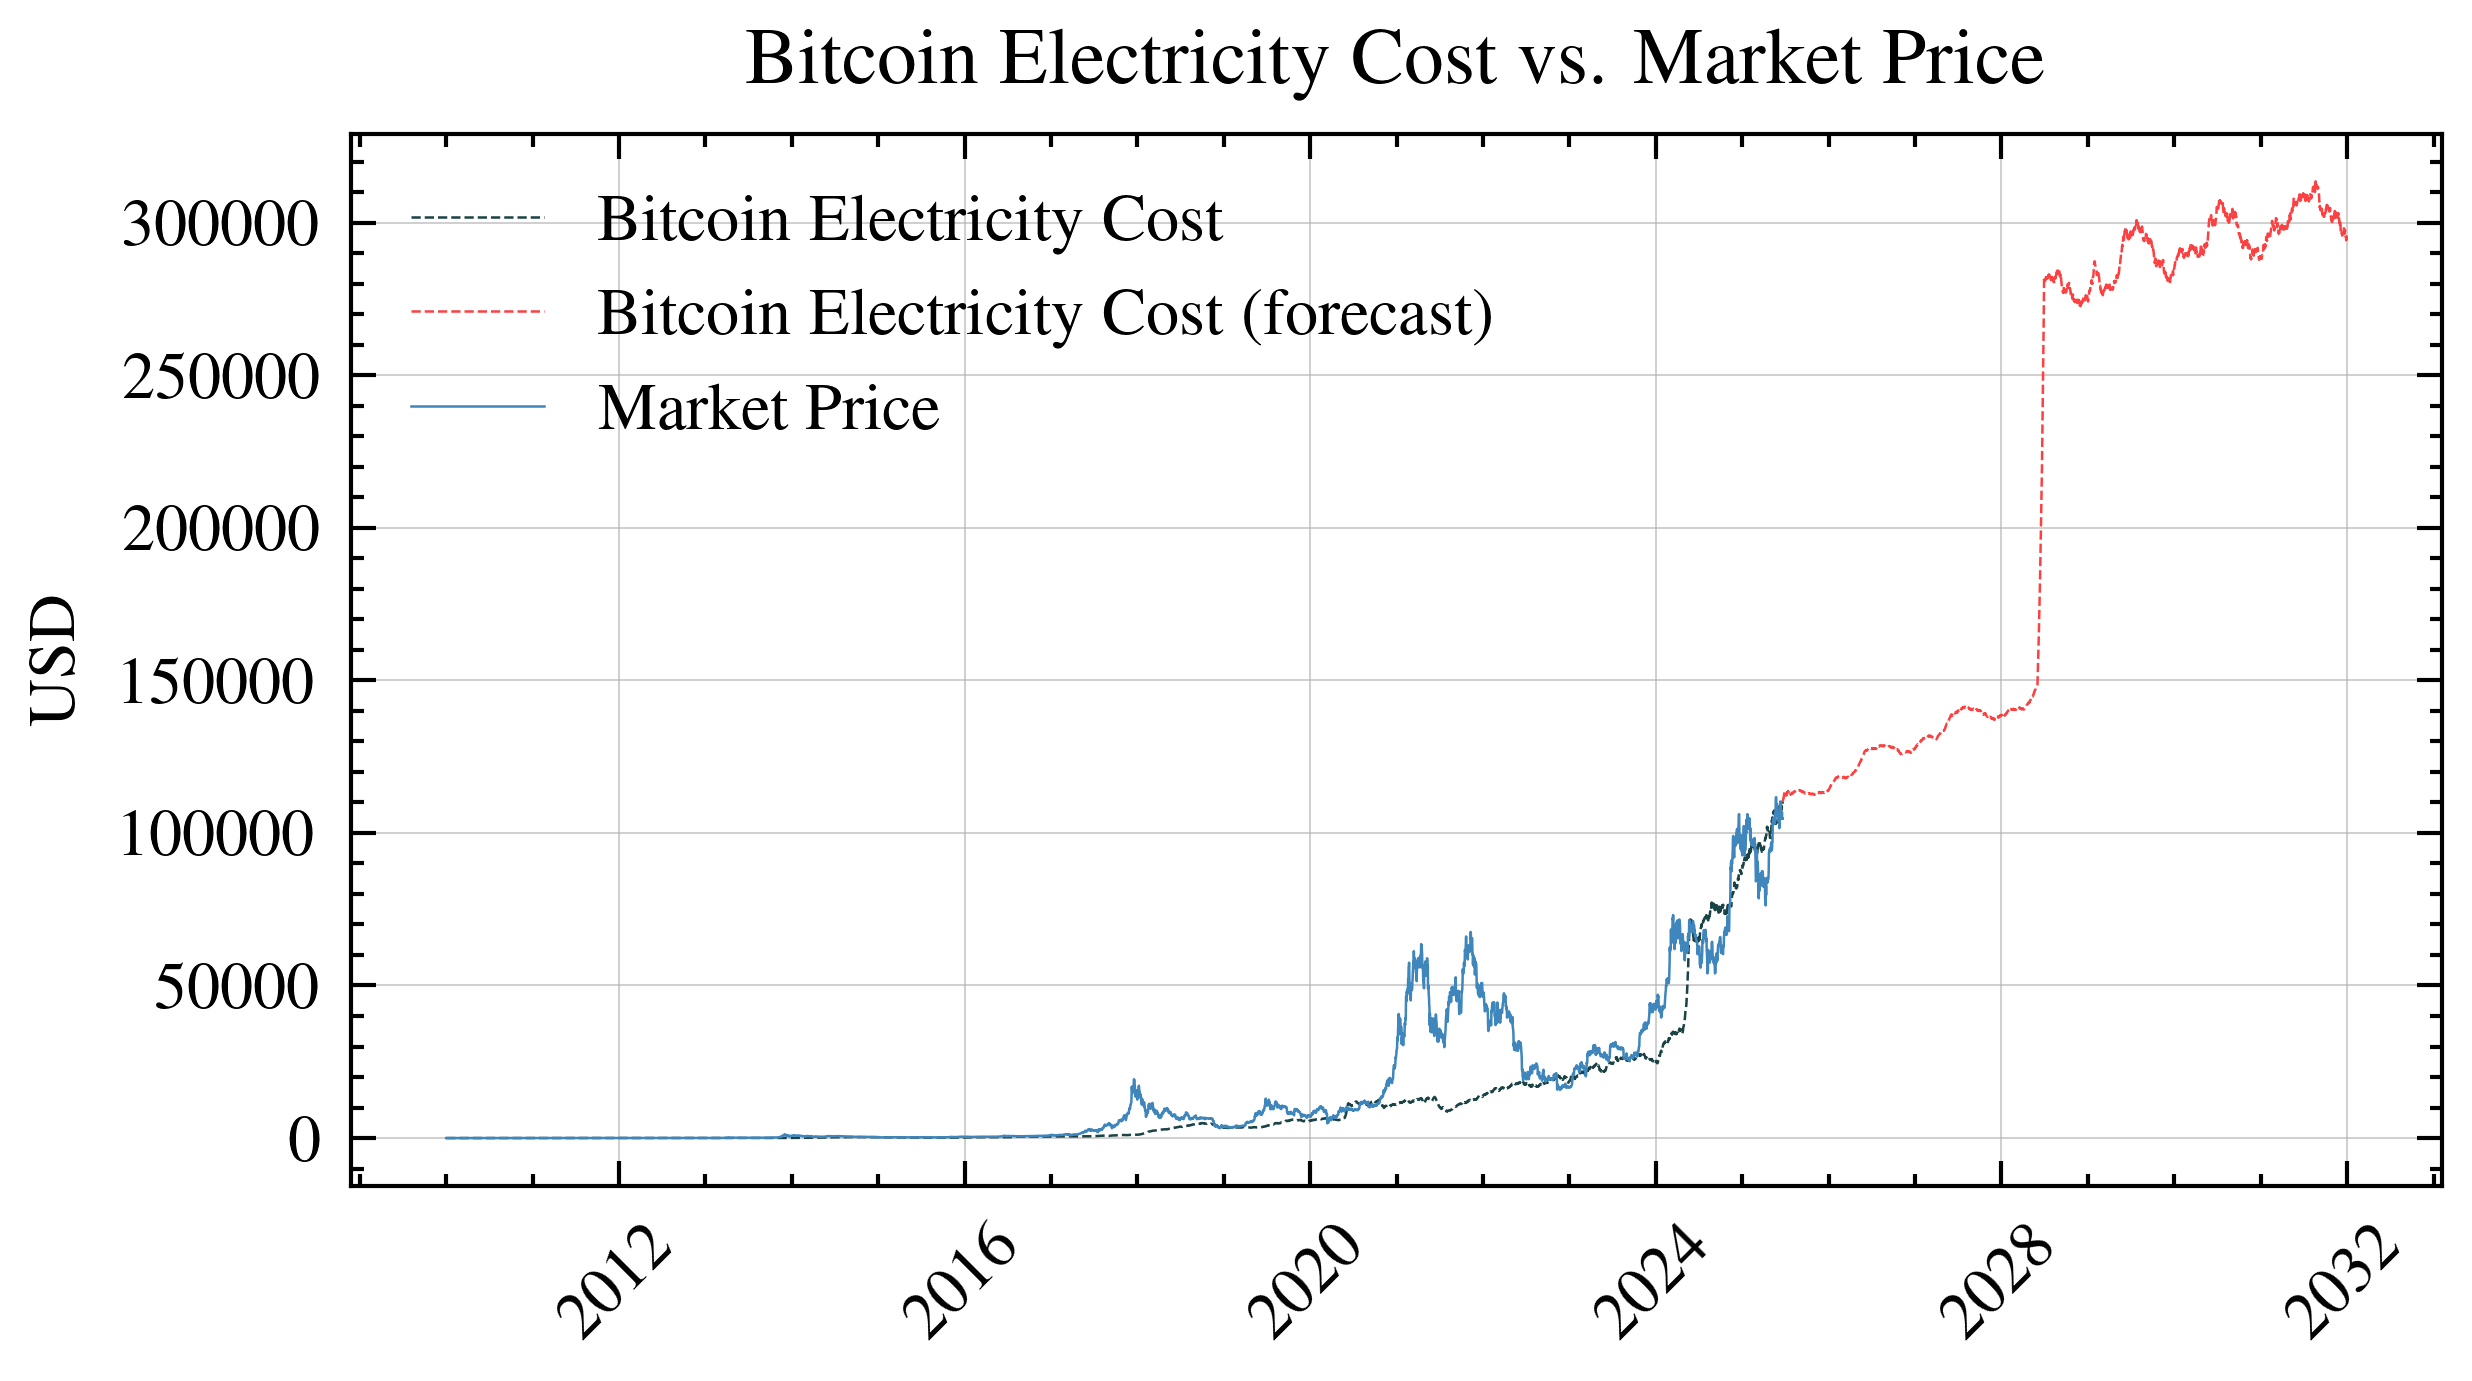 Bitcoin Electricity Cost vs. Market Price
Bitcoin Electricity Cost
Bitcoin Electricity Cost (forecast)
Market Price
USD
300000
250000
200000
150000
100000
50000
0
2012
2016
2020
2024
2028
2032